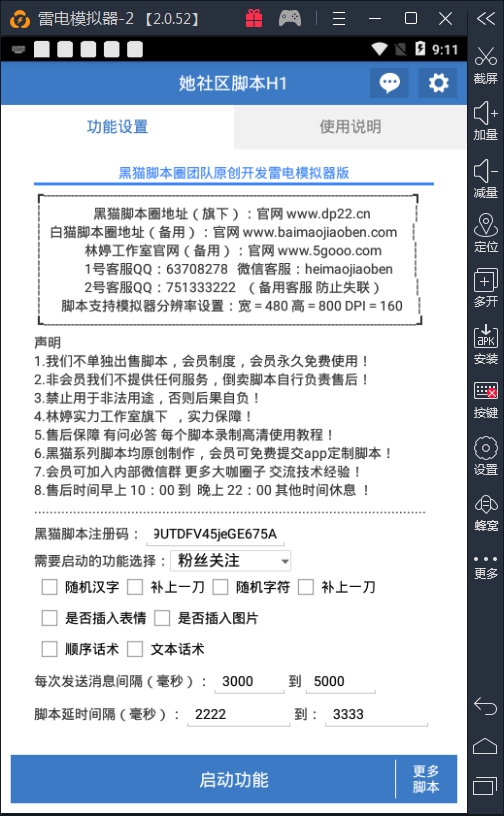 雷电模拟器-2 【2.0.52】
9:11
她社区脚本H1
功能设置
使用说明
黑猫脚本圈团队原创开发雷电模拟器版
黑猫脚本圈地址（旗下）：官网 www.dp22.cn
白猫脚本圈地址（备用）：官网 www.baimaojiaoben.com
林婷工作室官网（备用）：官网 www.5gooo.com
1号客服QQ：63708278 微信客服：heimaojiaoben
2号客服QQ：751333222 （备用客服 防止失联）
脚本支持模拟器分辨率设置：宽 = 480 高 = 800 DPI = 160
声明
1.我们不单独出售脚本，会员制度，会员永久免费使用！
2.非会员我们不提供任何服务，倒卖脚本自行负责售后！
3.禁止用于非法用途，否则后果自负！
4.林婷实力工作室旗下 ，实力保障！
5.售后保障 有问必答 每个脚本录制高清使用教程！
6.黑猫系列脚本均原创制作，会员可免费提交app定制脚本！
7.会员可加入内部微信群 更多大咖圈子 交流技术经验！
8.售后时间早上 10：00 到 晚上 22：00 其他时间休息 ！
黑猫脚本注册码： 9UTDFV45jeGE675A
需要启动的功能选择： 粉丝关注
随机汉字 补上一刀 随机字符 补上一刀
是否插入表情 是否插入图片
顺序话术 文本话术
每次发送消息间隔（毫秒）： 3000 到 5000
脚本延时间隔（毫秒）： 2222 到： 3333
启动功能
更多
脚本
截屏
加量
减量
定位
多开
APK
安装
按键
设置
蜂窝
更多